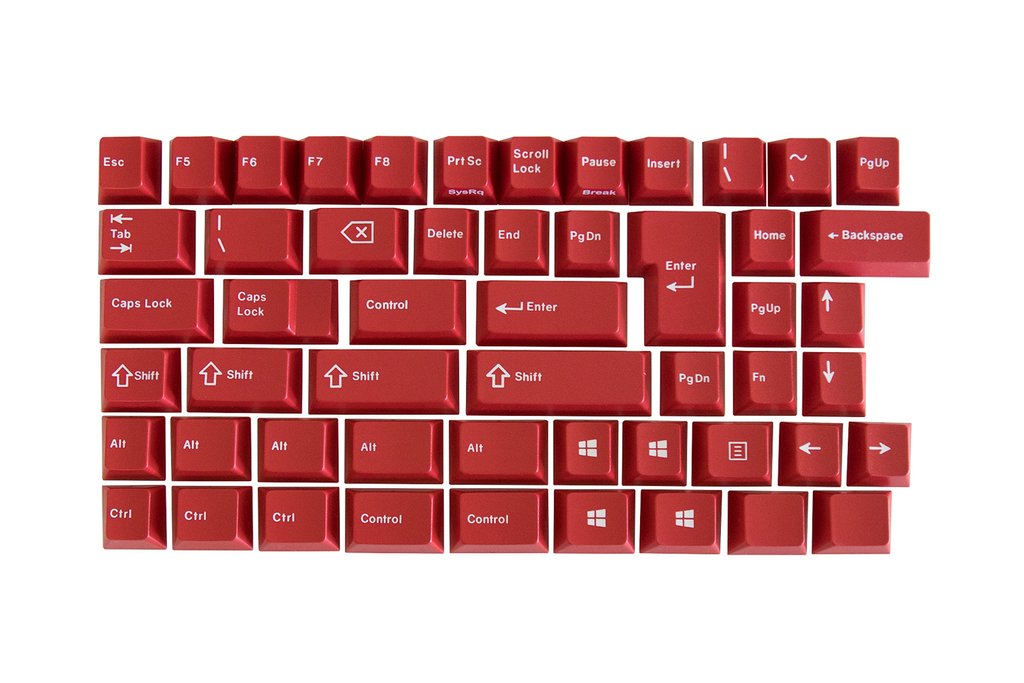 Esc F5 F6 F7 F8 Prt Sc Scroll Pause Insert | ~ PgUp
Lock \
SysRq Break
Tab | Delete End PgDn Enter Home ← Backspace
\
Caps Lock Caps Control Enter PgUp ↑
Lock
Shift Shift Shift Shift PgDn Fn ↓
Alt Alt Alt Alt Alt ← →
Ctrl Ctrl Ctrl Control Control